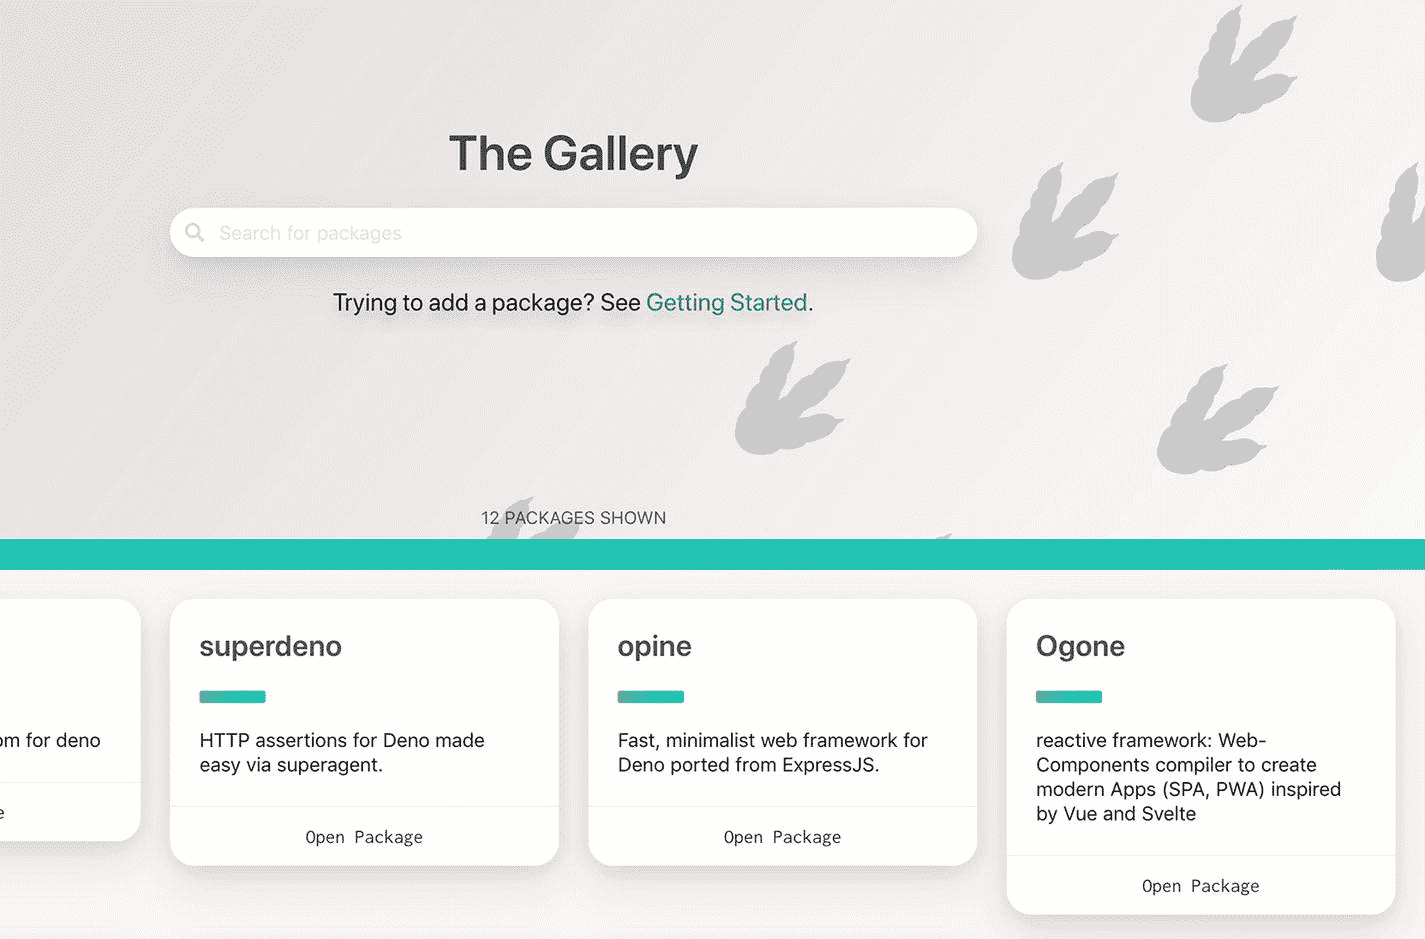 The Gallery
Search for packages
Trying to add a package? See Getting Started.
12 PACKAGES SHOWN
for deno
superdeno
HTTP assertions for Deno made
easy via superagent.
Open Package
opine
Fast, minimalist web framework for
Deno ported from ExpressJS.
Open Package
Ogone
reactive framework: Web-
Components compiler to create
modern Apps (SPA, PWA) inspired
by Vue and Svelte
Open Package